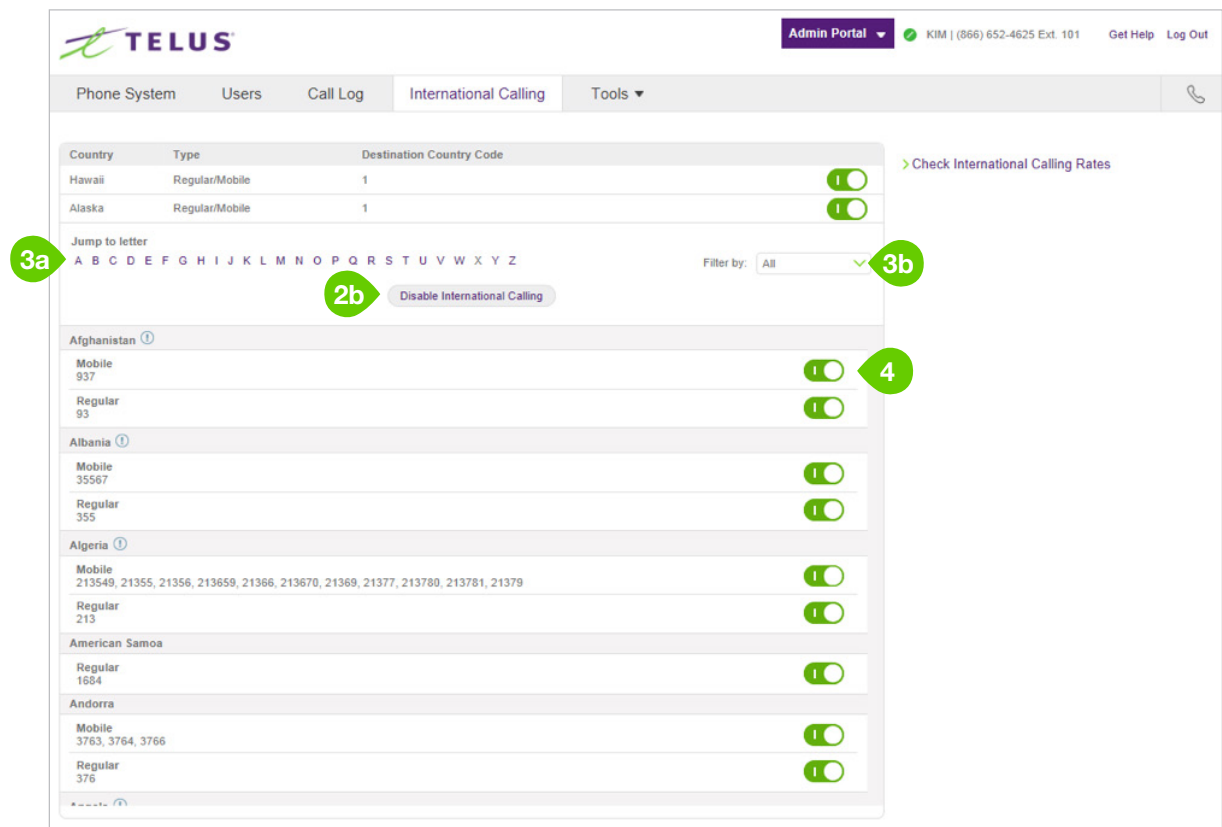 TELUS
Admin Portal KIM | (866) 652-4625 Ext. 101 Get Help Log Out
Phone System Users Call Log International Calling Tools
Country Type Destination Country Code
Check International Calling Rates
Hawaii Regular/Mobile 1
Alaska Regular/Mobile 1
Jump to letter
3a A B C D E F G H I J K L M N O P Q R S T U V W X Y Z Filter by: All 3b
2b Disable International Calling
Afghanistan
Mobile
937
4
Regular
93
Albania
Mobile
35567
Regular
355
Algeria
Mobile
213549, 21355, 21356, 213659, 21366, 213670, 21369, 21377, 213780, 213781, 21379
Regular
213
American Samoa
Regular
1684
Andorra
Mobile
3763, 3764, 3766
Regular
376